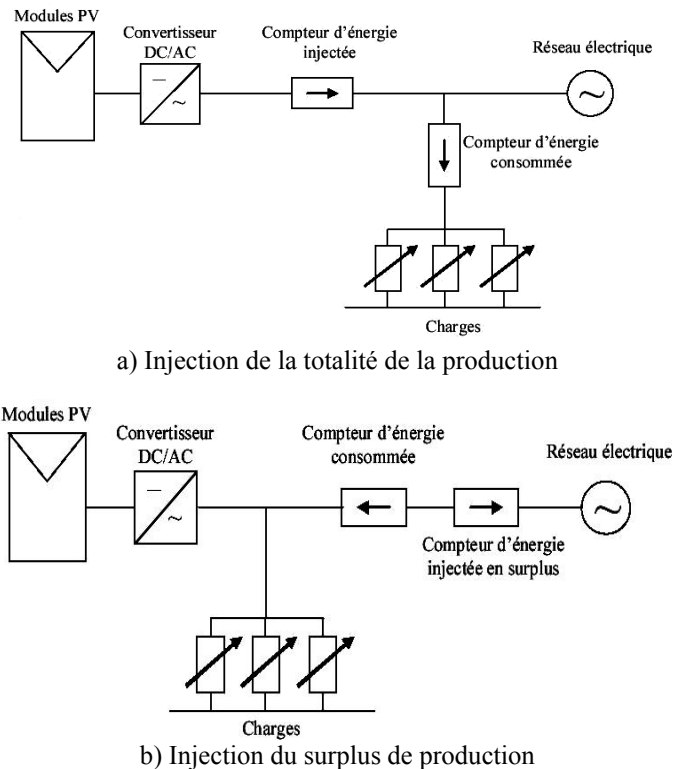 Modules PV
Convertisseur
DC/AC
Compteur d'énergie
injectée
Réseau électrique
Compteur d'énergie
consommée
Charges
a) Injection de la totalité de la production
Modules PV
Convertisseur
DC/AC
Compteur d'énergie
consommée
Réseau électrique
Compteur d'énergie
injectée en surplus
Charges
b) Injection du surplus de production